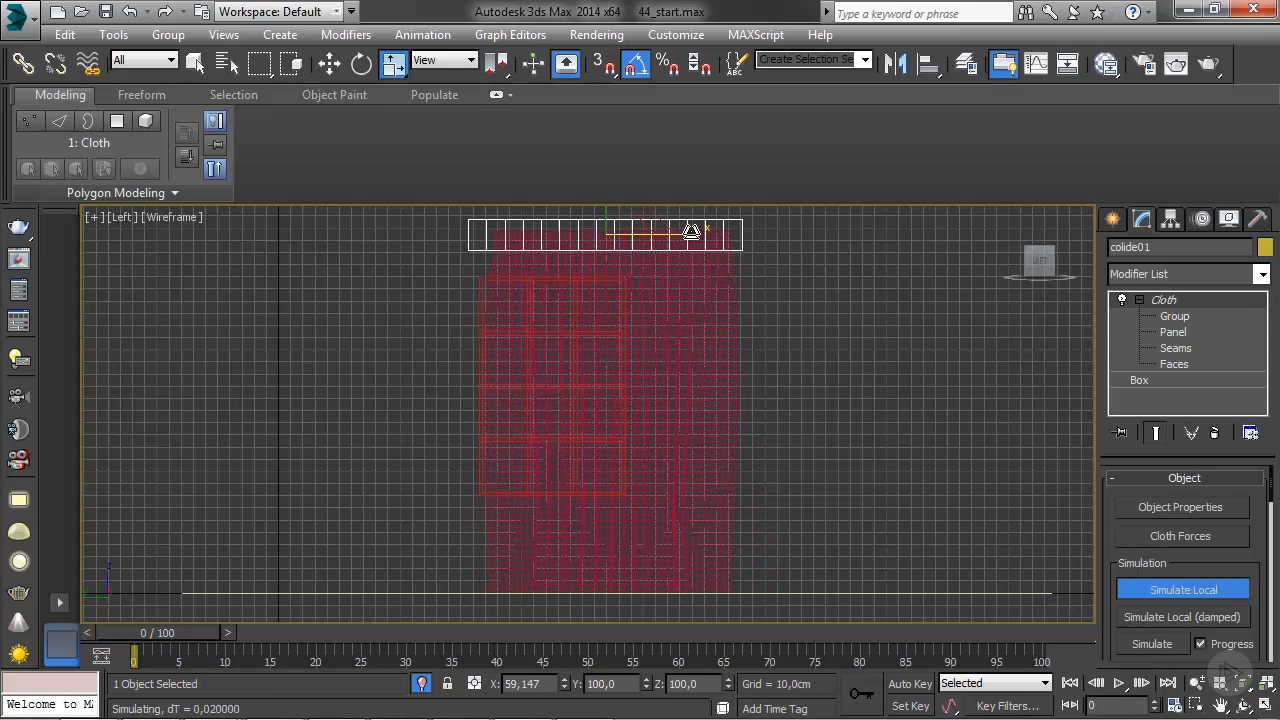 Workspace: Default
Autodesk 3ds Max 2014 x64 44_start.max
Type a keyword or phrase
Edit Tools Group Views Create Modifiers Animation Graph Editors Rendering Customize MAXScript Help
All
View
Create Selection Se
Modeling Freeform Selection Object Paint Populate
1: Cloth
Polygon Modeling
[+] [Left] [Wireframe]
x
LEFT
colide01
Modifier List
Cloth
Group
Panel
Seams
Faces
Box
- Object
Object Properties
Cloth Forces
Simulation
Simulate Local
Simulate Local (damped)
Simulate Progress
< 0 / 100 >
0 5 10 15 20 25 30 35 40 45 50 55 60 65 70 75 80 85 90 95 100
1 Object Selected X: 59,147 Y: 100,0 Z: 100,0 Grid = 10,0cm Auto Key Selected
Welcome to M Simulating, dT = 0,020000 Add Time Tag Set Key Key Filters... 0